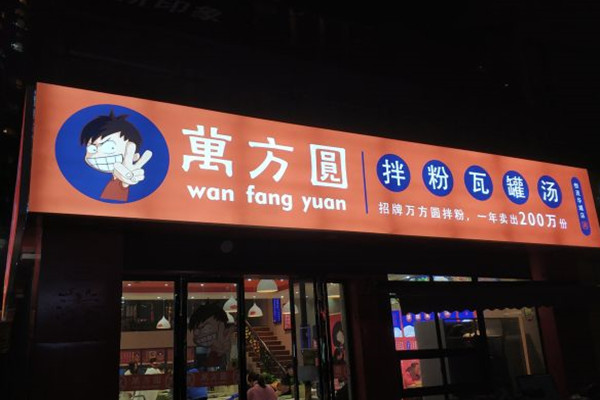 萬方圓
wan fang yuan
拌粉瓦罐汤
招牌万方圆拌粉，一年卖出200万份